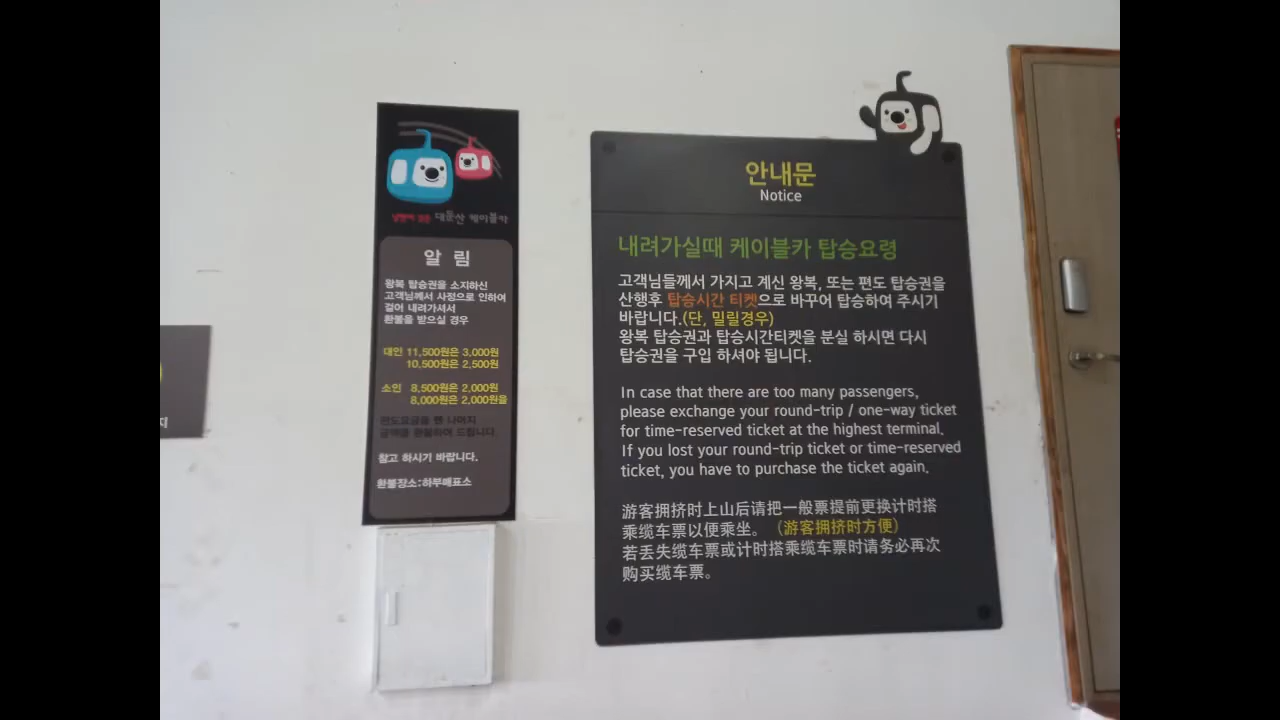 대둔산 케이블카
알 림
왕복 탑승권을 소지하신
고객님께서 사정으로 인하여
걸어 내려가셔서
환불을 받으실 경우
대인 11,500원은 3,000원
10,500원은 2,500원
소인 8,500원은 2,000원
8,000원은 2,000원을
편도요금을 뺀 나머지
금액을 환불하여 드립니다.
참고 하시기 바랍니다.
환불장소:하부매표소
안내문
Notice
내려가실때 케이블카 탑승요령
고객님들께서 가지고 계신 왕복, 또는 편도 탑승권을
산행후 탑승시간 티켓으로 바꾸어 탑승하여 주시기
바랍니다.(단, 밀릴경우)
왕복 탑승권과 탑승시간티켓을 분실 하시면 다시
탑승권을 구입 하셔야 됩니다.
In case that there are too many passengers,
please exchange your round-trip / one-way ticket
for time-reserved ticket at the highest terminal.
If you lost your round-trip ticket or time-reserved
ticket, you have to purchase the ticket again.
游客拥挤时上山后请把一般票提前更换计时搭
乘缆车票以便乘坐。（游客拥挤时方便）
若丢失缆车票或计时搭乘缆车票时请务必再次
购买缆车票。
지